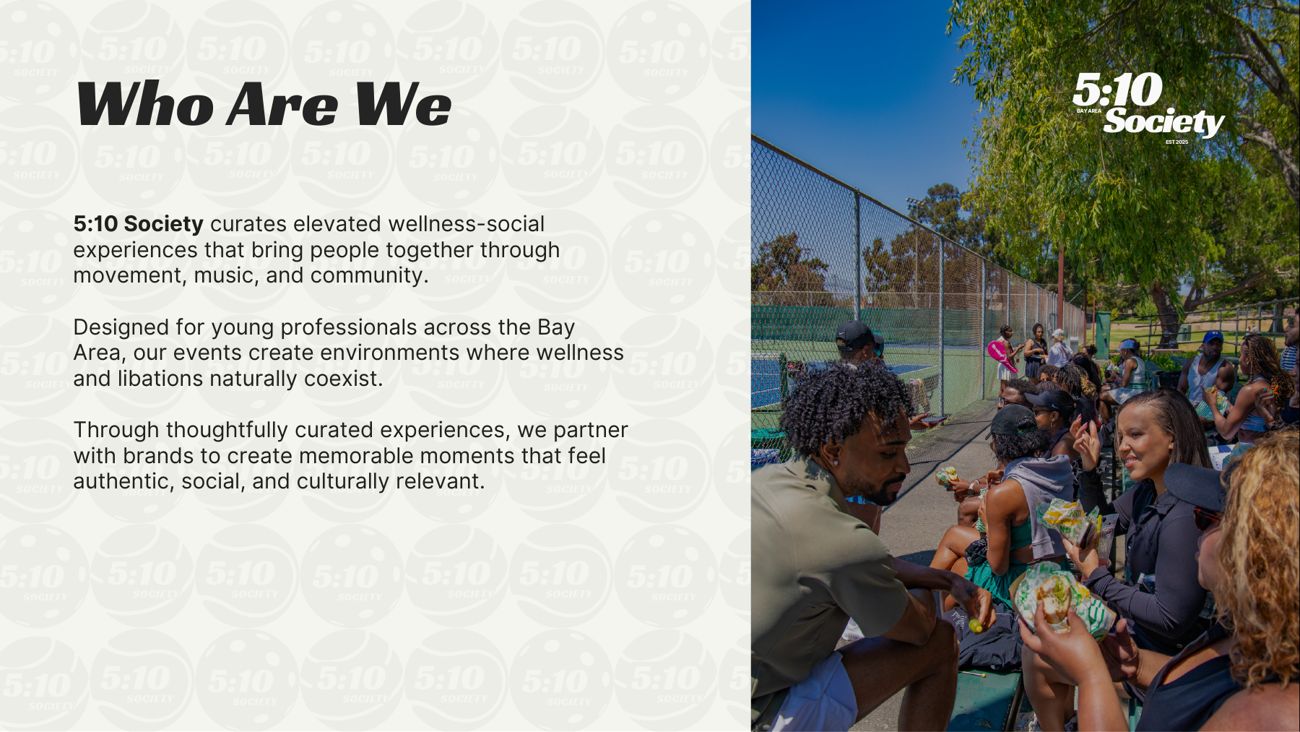 Who Are We
5:10 Society curates elevated wellness-social
experiences that bring people together through
movement, music, and community.
Designed for young professionals across the Bay
Area, our events create environments where wellness
and libations naturally coexist.
Through thoughtfully curated experiences, we partner
with brands to create memorable moments that feel
authentic, social, and culturally relevant.
5:10
BAY AREA
Society
EST 2025